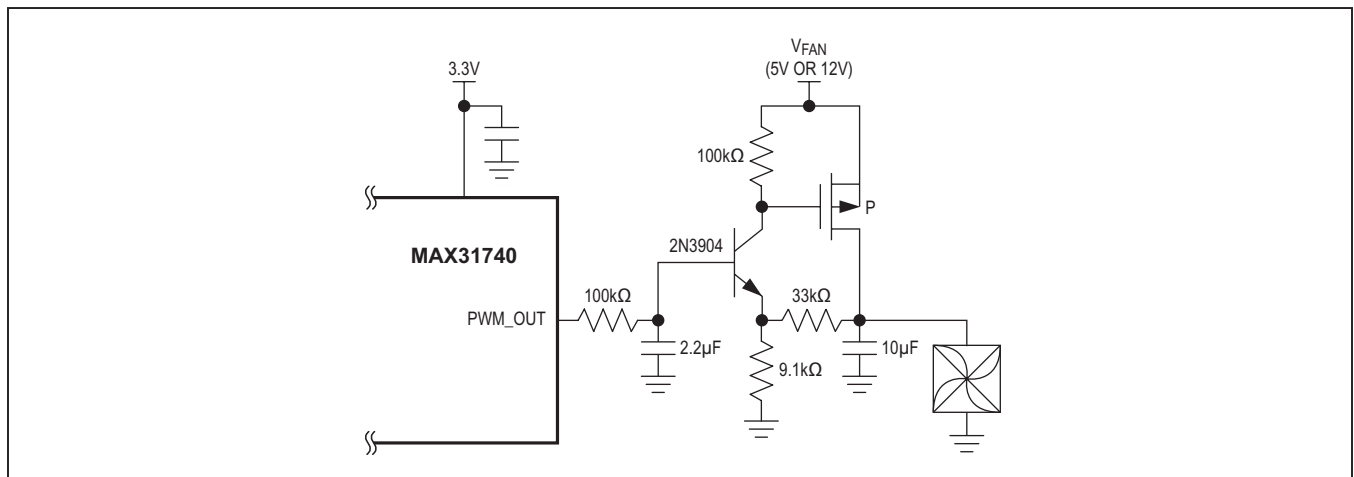 VFAN
(5V OR 12V)
3.3V
100kΩ
P
2N3904
MAX31740
100kΩ
33kΩ
PWM_OUT
2.2µF
10µF
9.1kΩ